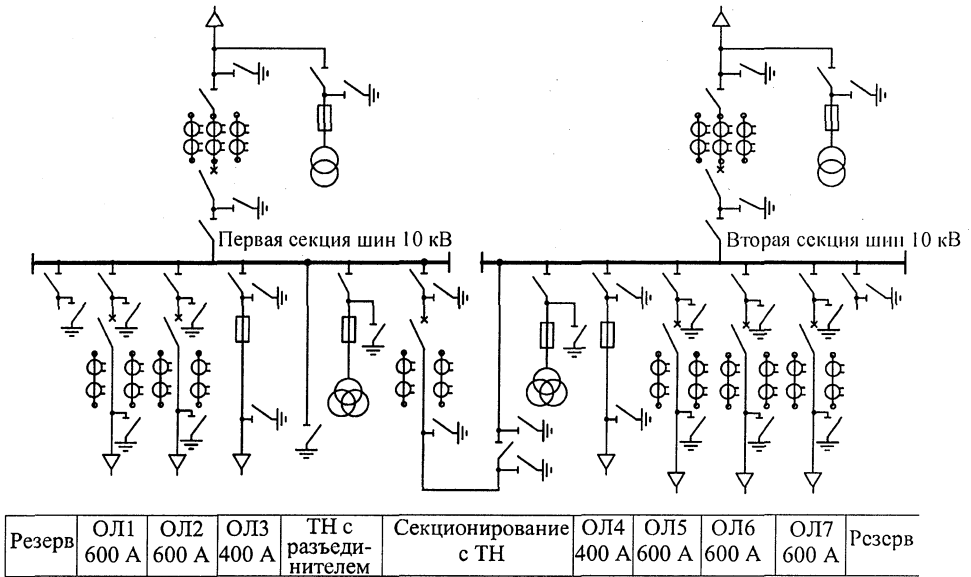 Первая секция шин 10 кВ
Вторая секция шин 10 кВ
Резерв
ОЛ1
600 А
ОЛ2
600 А
ОЛ3
400 А
ТН с
разъеди-
нителем
Секционирование
с ТН
ОЛ4
400 А
ОЛ5
600 А
ОЛ6
600 А
ОЛ7
600 А
Резерв